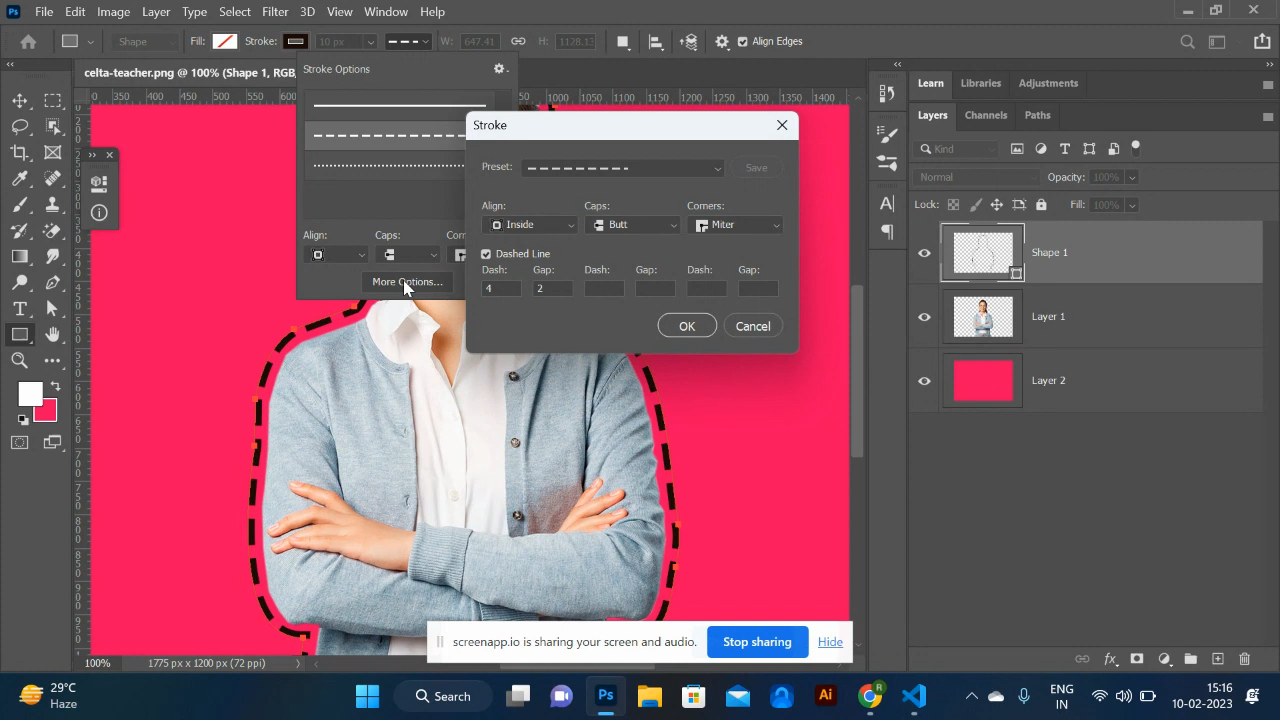 Ps File Edit Image Layer Type Select Filter 3D View Window Help
Shape Fill: Stroke: 10 px W: 647.41 H: 1128.13 Align Edges
celta-teacher.png @ 100% (Shape 1, RGB,
0 350 400 450 500 550 600 650 50 1000 1050 1100 1150 1200 1250 1300 1350 1400
Stroke Options
Align: Caps: Corn
More Options...
Stroke
Preset: Save
Align: Caps: Corners:
Inside Butt Miter
Dashed Line
Dash: Gap: Dash: Gap: Dash: Gap:
4 2
OK Cancel
Learn Libraries Adjustments
Layers Channels Paths
Kind
Normal Opacity: 100%
Lock: Fill: 100%
Shape 1
Layer 1
Layer 2
screenapp.io is sharing your screen and audio. Stop sharing Hide
100% 1775 px x 1200 px (72 ppi)
29°C
Haze
Search
Ps
Ai
R
ENG
IN
15:16
10-02-2023